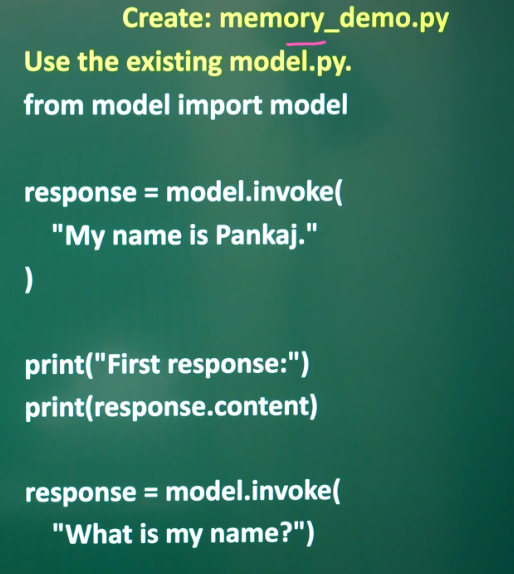 Create: memory_demo.py
Use the existing model.py.
from model import model
response = model.invoke(
"My name is Pankaj."
)
print("First response:")
print(response.content)
response = model.invoke(
"What is my name?")